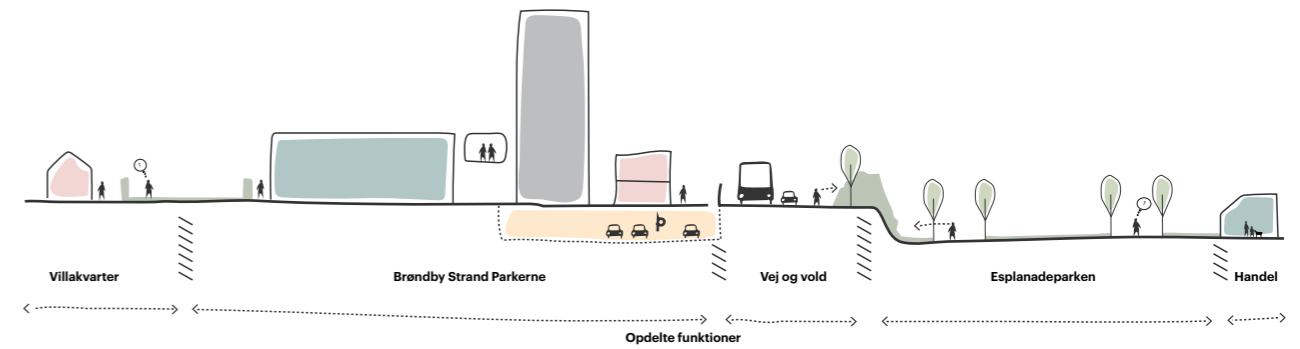 Villakvarter
Brøndby Strand Parkerne
Vej og vold
Esplanadeparken
Handel
Opdelte funktioner